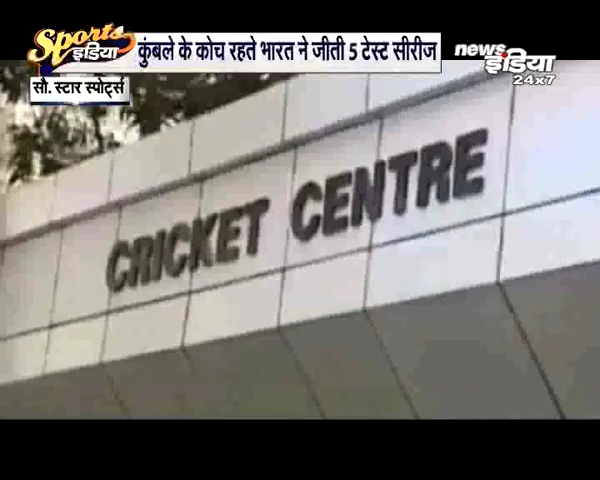 Sports
इंडिया
कुंबले के कोच रहते भारत ने जीती 5 टेस्ट सीरीज
news
इंडिया
24x7
सौ. स्टार स्पोर्ट्स
CRICKET CENTRE